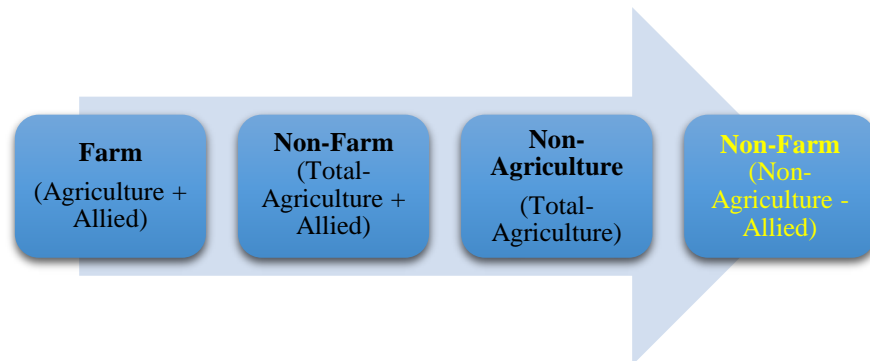 Farm
(Agriculture +
Allied)
Non-Farm
(Total-
Agriculture +
Allied)
Non-
Agriculture
(Total-
Agriculture)
Non-Farm
(Non-
Agriculture -
Allied)